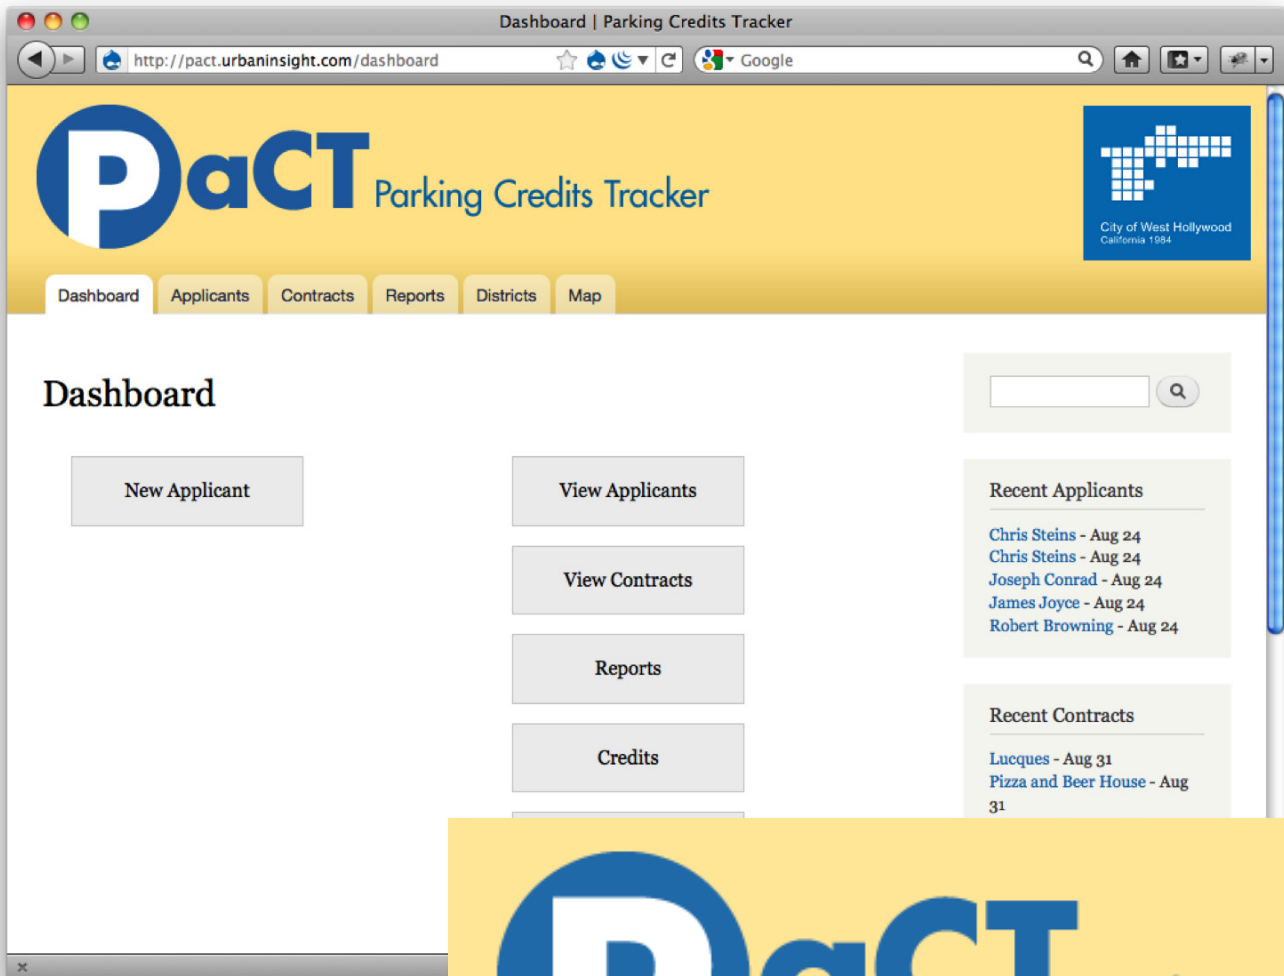 Dashboard | Parking Credits Tracker
http://pact.urbaninsight.com/dashboard
Google
PaCT Parking Credits Tracker
City of West Hollywood
California 1984
Dashboard Applicants Contracts Reports Districts Map
Dashboard
New Applicant
View Applicants
View Contracts
Reports
Credits
Recent Applicants
Chris Steins - Aug 24
Chris Steins - Aug 24
Joseph Conrad - Aug 24
James Joyce - Aug 24
Robert Browning - Aug 24
Recent Contracts
Lucques - Aug 31
Pizza and Beer House - Aug
31
PaCT